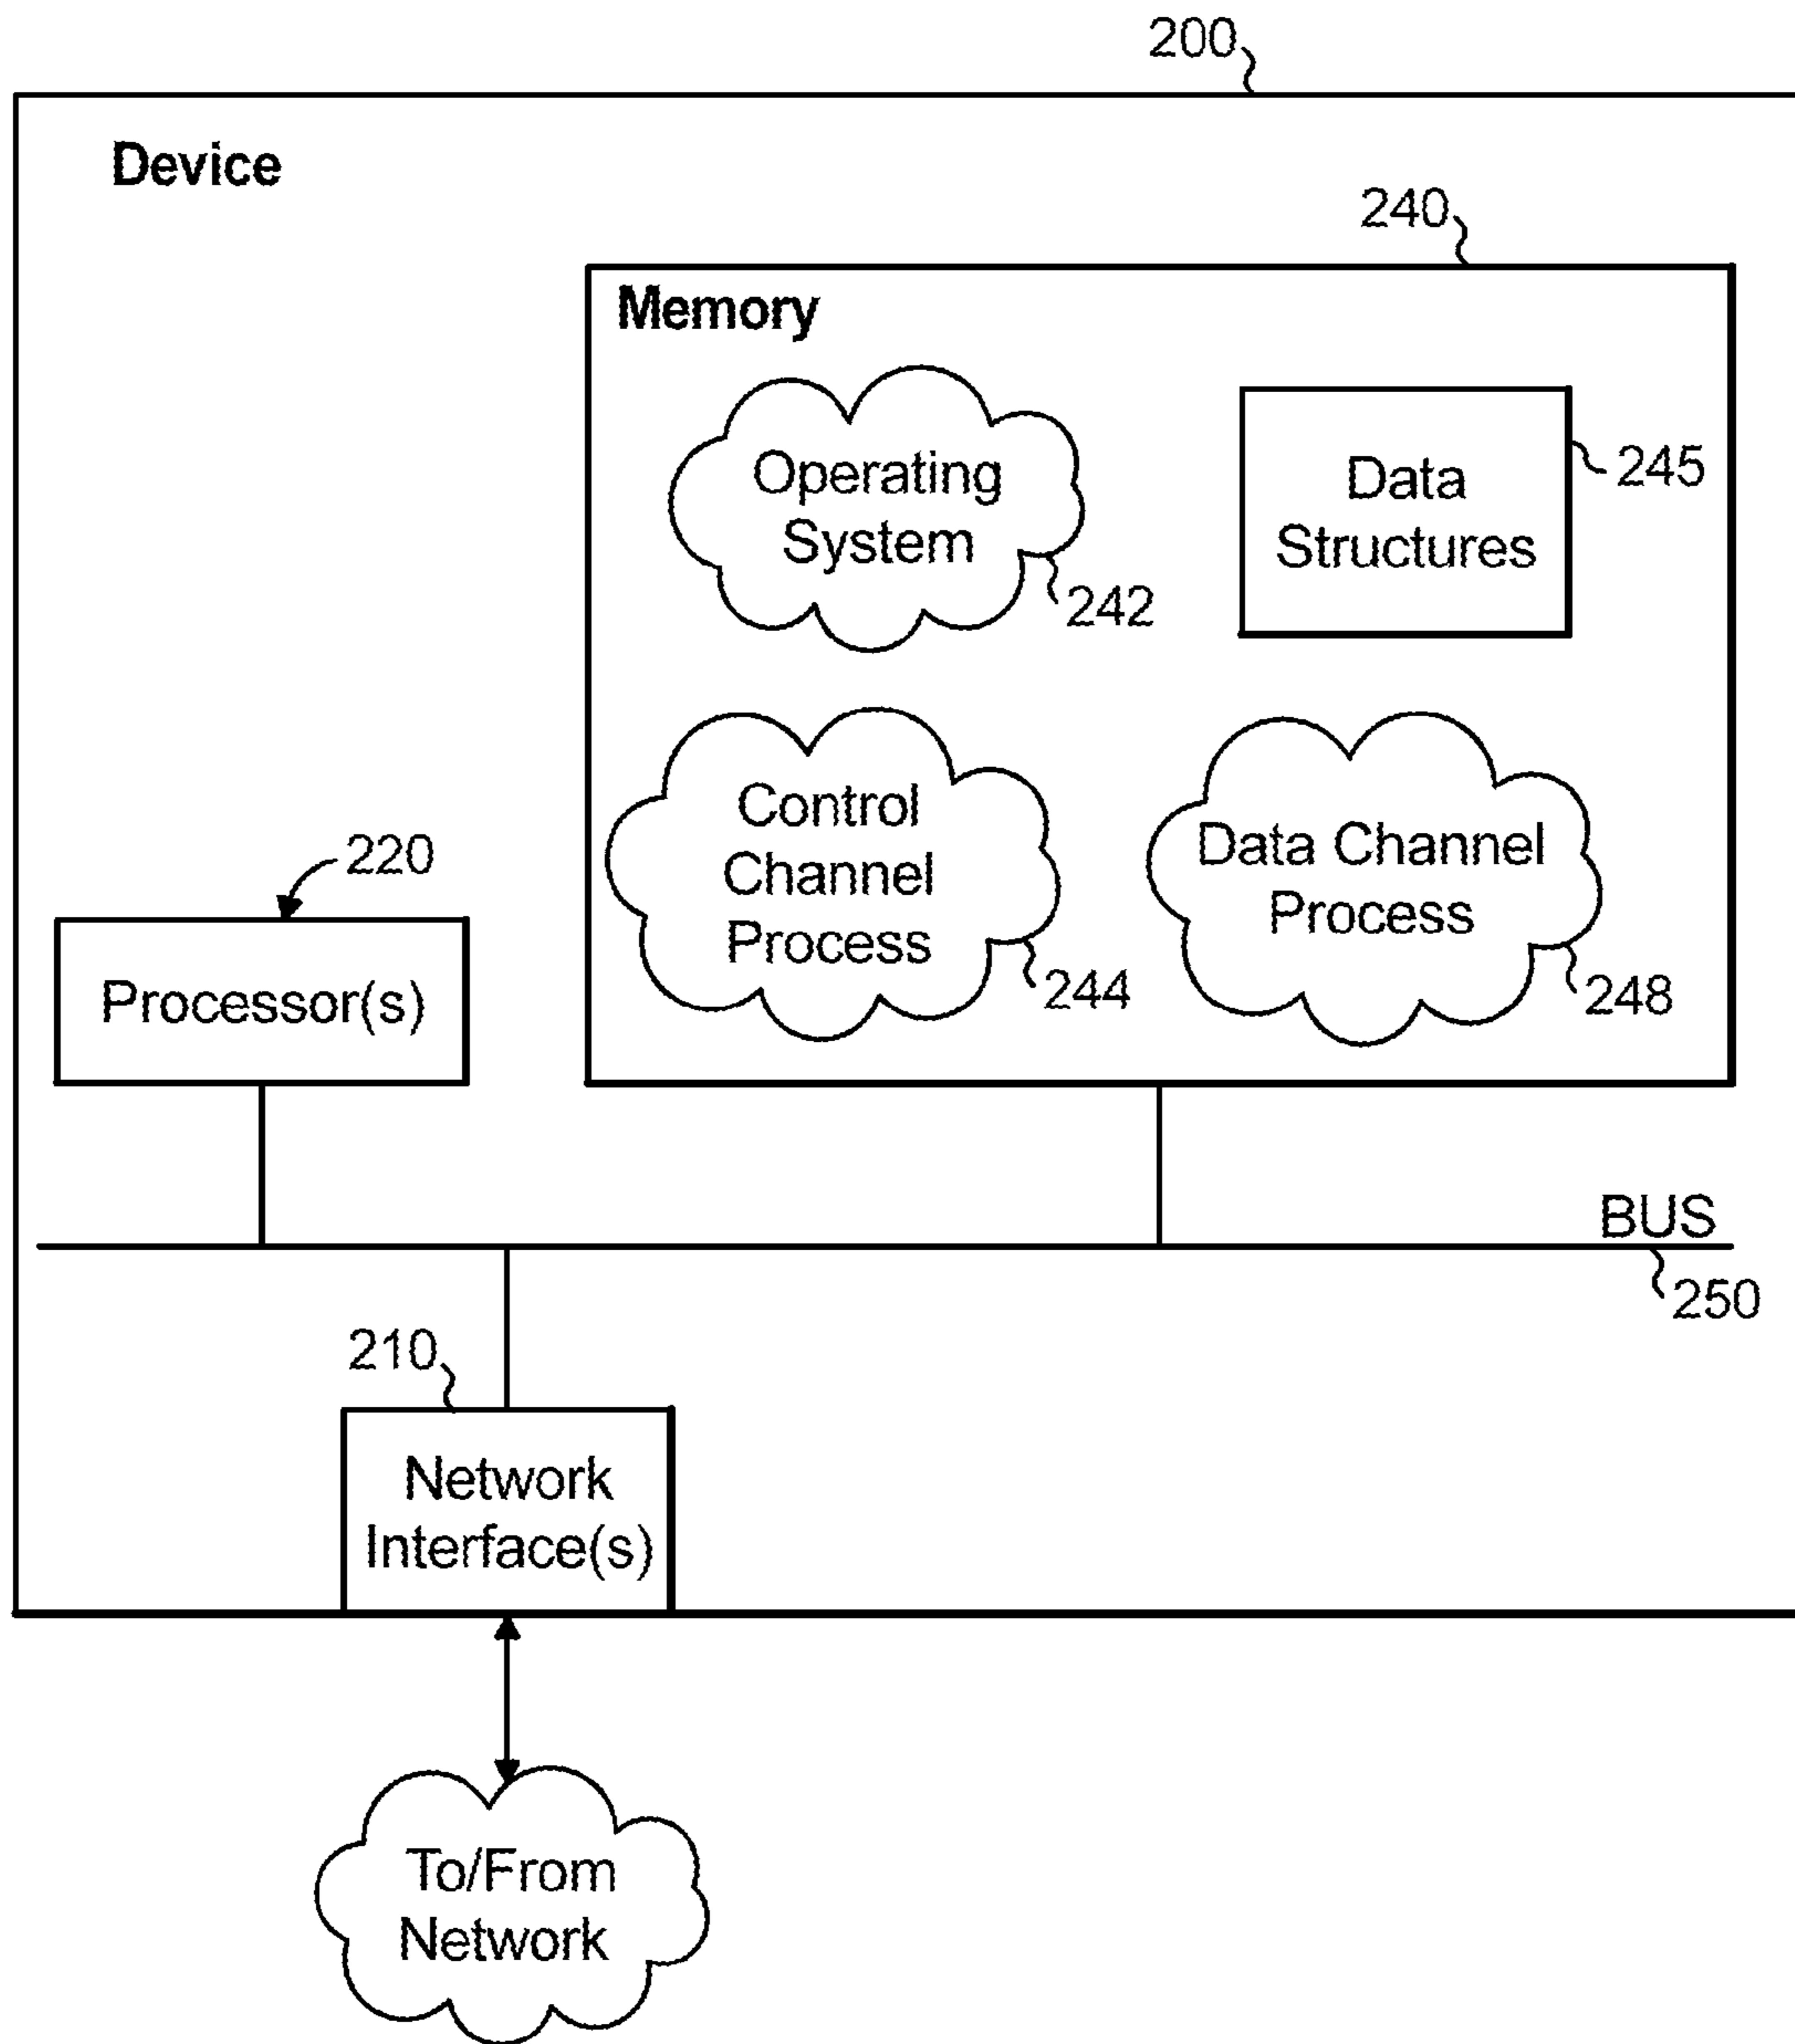 200
Device
240
Memory
Operating
System
242
Data
Structures
245
Control
Channel
Process
244
Data Channel
Process
248
220
Processor(s)
BUS
250
210
Network
Interface(s)
To/From
Network